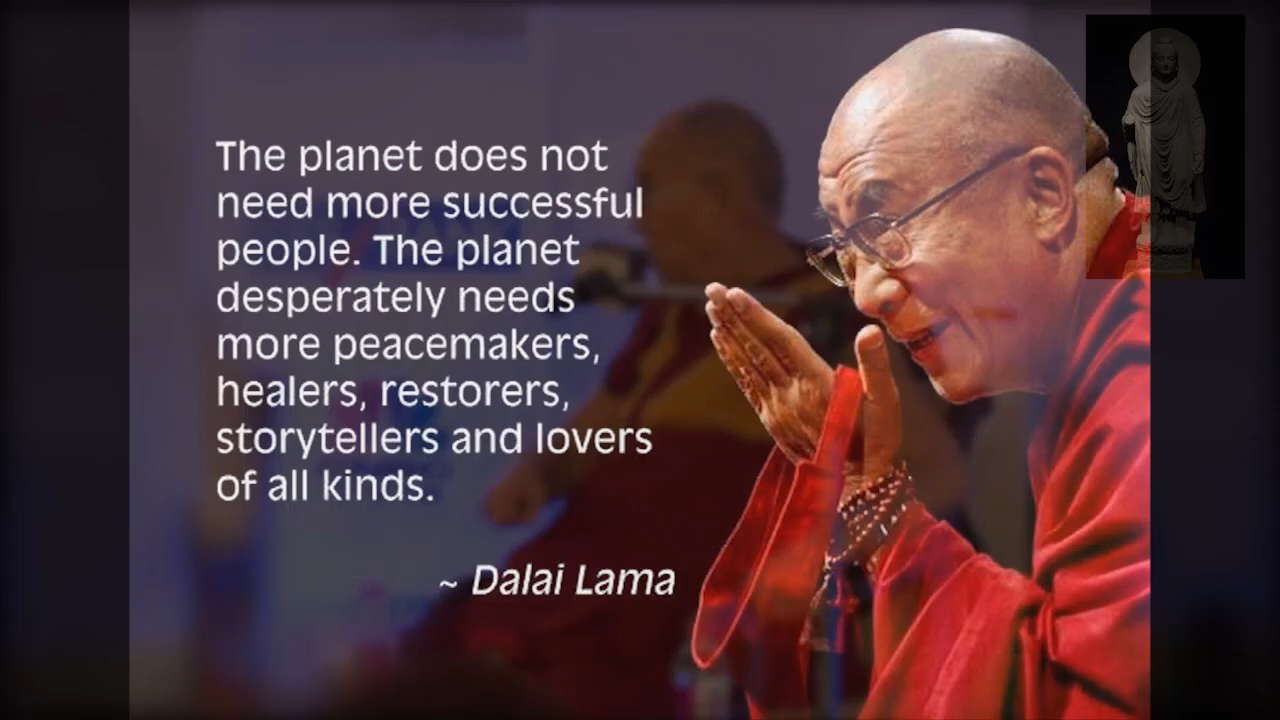 The planet does not
need more successful
people. The planet
desperately needs
more peacemakers,
healers, restorers,
storytellers and lovers
of all kinds.
~ Dalai Lama